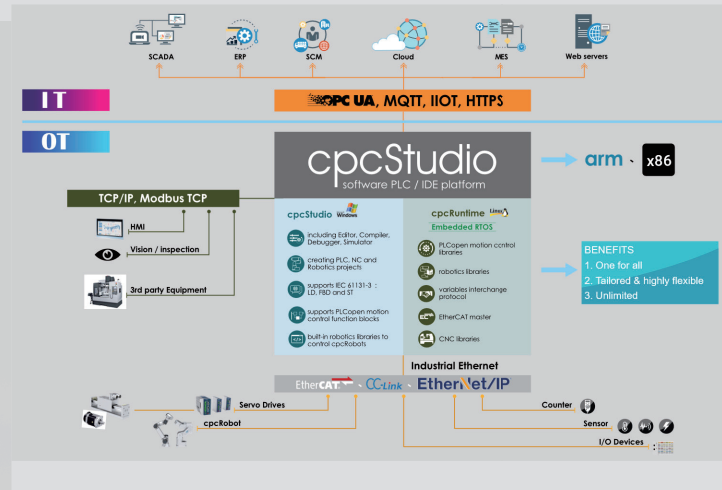 SCADA
ERP
SCM
Cloud
MES
Web servers
IT
OPC UA, MQTT, IIOT, HTTPS
OT
cpcStudio
software PLC / IDE platform
arm、x86
TCP/IP, Modbus TCP
HMI
Vision / inspection
3rd party Equipment
cpcStudio Windows
including Editor, Compiler,
Debugger, Simulator
creating PLC, NC and
Robotics projects
supports IEC 61131-3 :
LD, FBD and ST
supports PLCopen motion
control function blocks
built-in robotics libraries to
control cpcRobots
cpcRuntime Linux
Embedded RTOS
PLCopen motion control
libraries
robotics libraries
variables interchange
protocol
EtherCAT master
CNC libraries
BENEFITS
1. One for all
2. Tailored & highly flexible
3. Unlimited
Industrial Ethernet
EtherCAT、CC-Link、EtherNet/IP
Servo Drives
cpcRobot
Counter
Sensor
I/O Devices